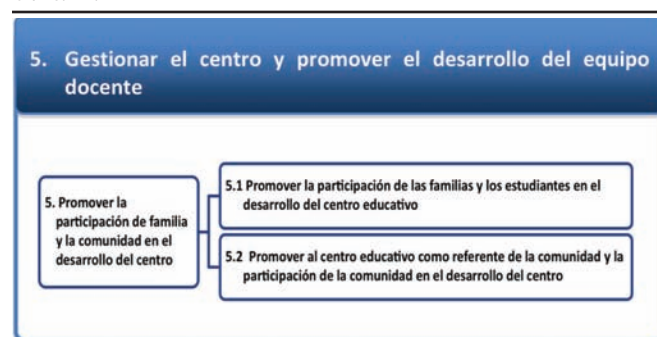 5. Gestionar el centro y promover el desarrollo del equipo
docente
5. Promover la
participación de familia
y la comunidad en el
desarrollo del centro
5.1 Promover la participación de las familias y los estudiantes en el
desarrollo del centro educativo
5.2 Promover al centro educativo como referente de la comunidad y la
participación de la comunidad en el desarrollo del centro